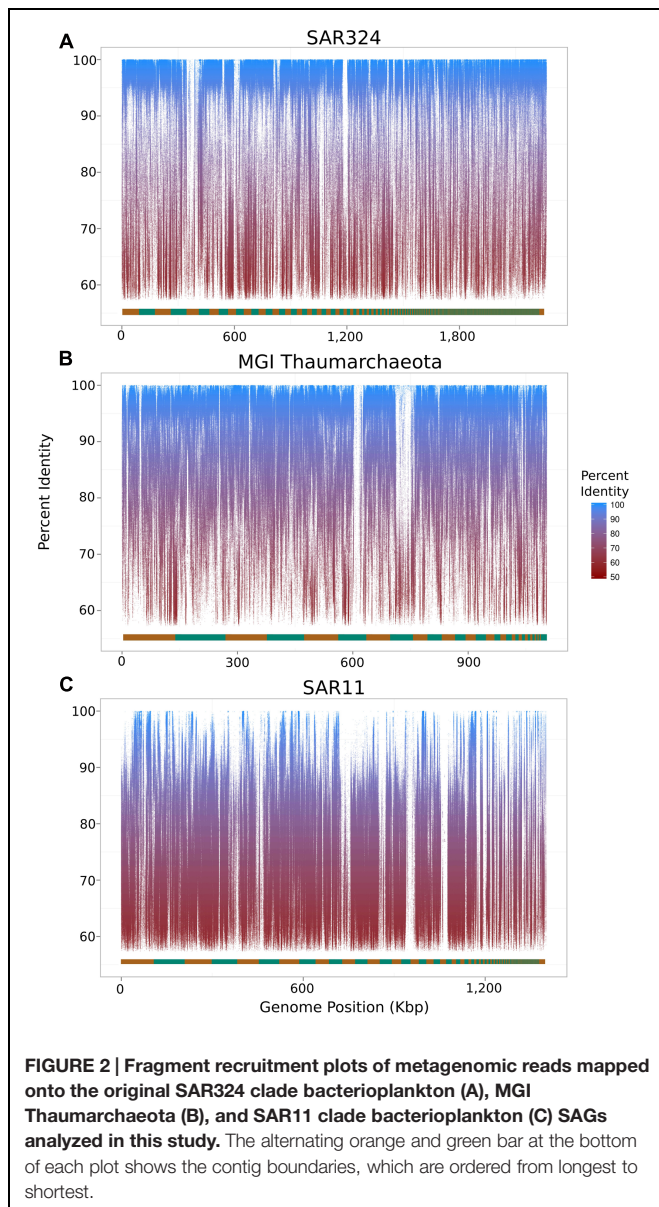 A
SAR324
100
90
80
70
60
0 600 1,200 1,800
B
MGI Thaumarchaeota
100
90
80
70
60
0 300 600 900
Percent Identity
Percent
Identity
100
90
80
70
60
50
C
SAR11
100
90
80
70
60
0 600 1,200
Genome Position (Kbp)
FIGURE 2 | Fragment recruitment plots of metagenomic reads mapped
onto the original SAR324 clade bacterioplankton (A), MGI
Thaumarchaeota (B), and SAR11 clade bacterioplankton (C) SAGs
analyzed in this study. The alternating orange and green bar at the bottom
of each plot shows the contig boundaries, which are ordered from longest to
shortest.